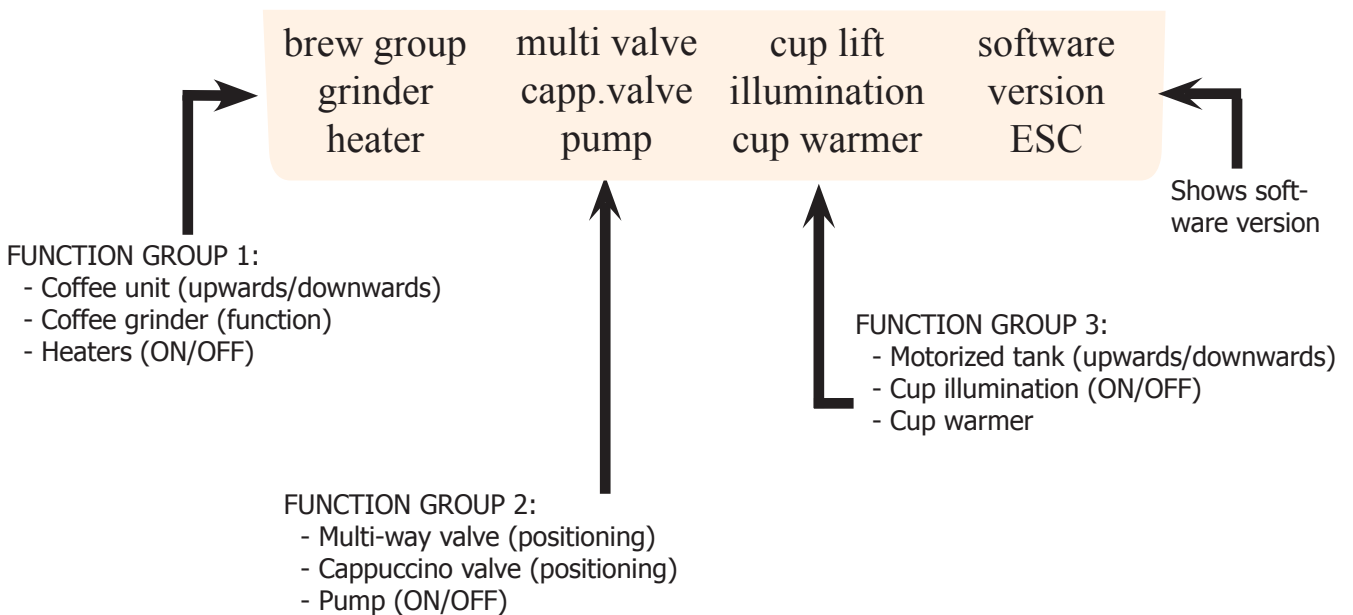 brew group multi valve cup lift software
grinder capp.valve illumination version
heater pump cup warmer ESC
Shows soft-
ware version
FUNCTION GROUP 1:
- Coffee unit (upwards/downwards)
- Coffee grinder (function)
- Heaters (ON/OFF)
FUNCTION GROUP 3:
- Motorized tank (upwards/downwards)
- Cup illumination (ON/OFF)
- Cup warmer
FUNCTION GROUP 2:
- Multi-way valve (positioning)
- Cappuccino valve (positioning)
- Pump (ON/OFF)